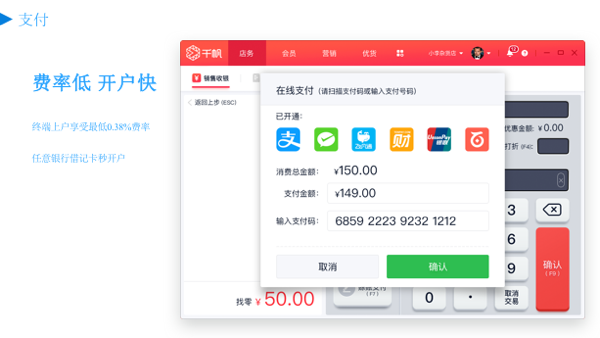 支付
费率低 开户快
终端上户享受最低0.38%费率
任意银行借记卡秒开户
千帆
店务
会员
营销
优货
小李杂货店
销售收银
返回上步 (ESC)
在线支付 (请扫描支付码或输入支付号码)
已开通:
支
财
UnionPay
银联
消费总金额: ¥150.00
支付金额: ¥149.00
输入支付码: 6859 2223 9232 1212
取消
确认
优惠金额: ¥0.00
打折
3
6
9
确认
(F9)
找零 ¥ 50.00
(F7)
0
.
取消
交易